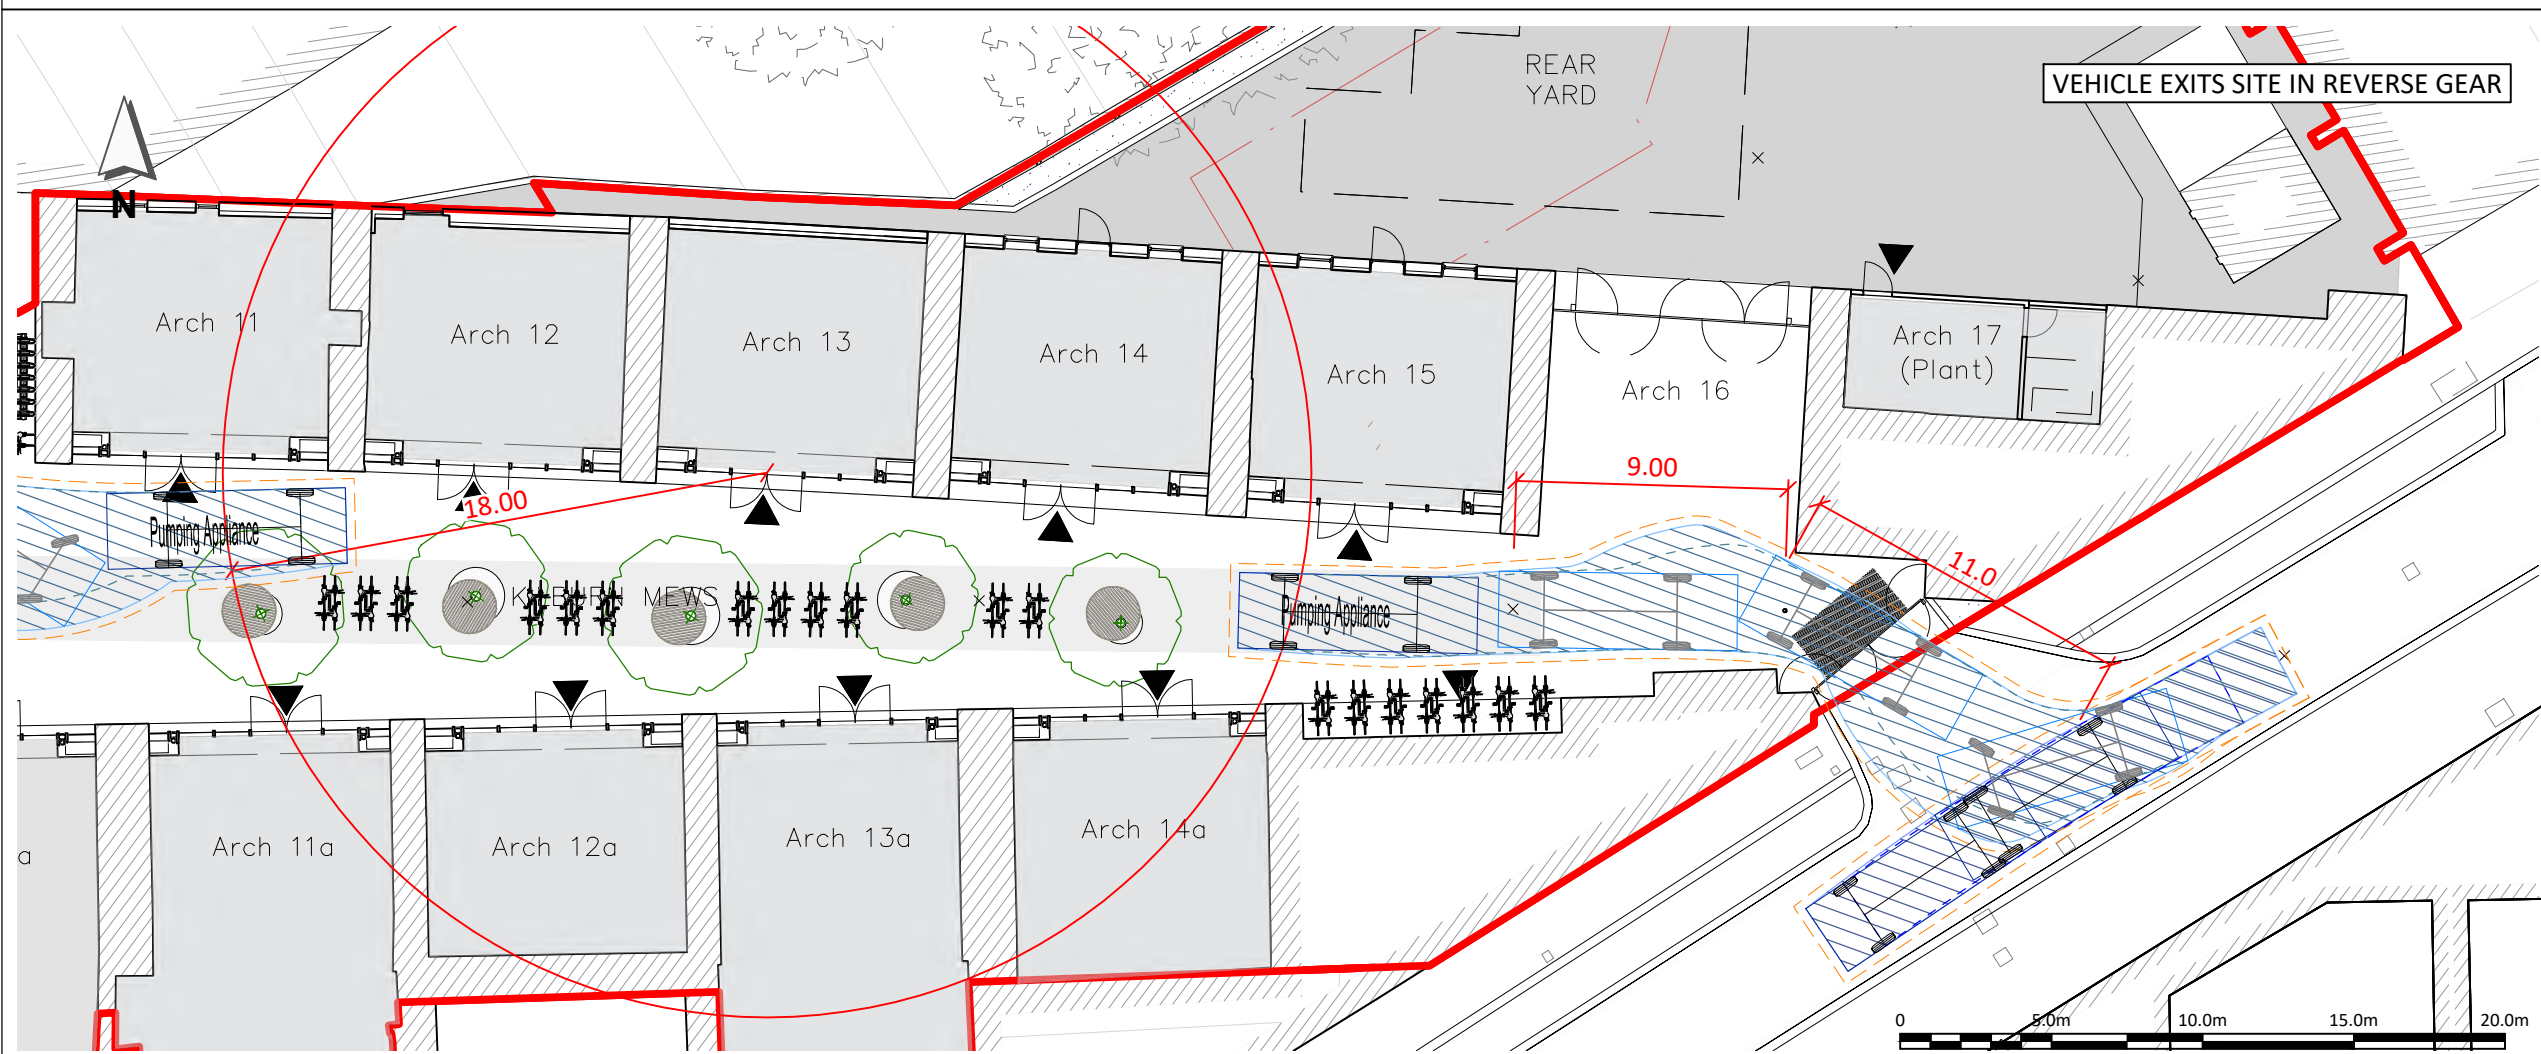 REAR
YARD
VEHICLE EXITS SITE IN REVERSE GEAR
N
Arch 11
Arch 12
Arch 13
Arch 14
Arch 15
Arch 16
Arch 17
(Plant)
9.00
18.00
11.0
Pumping Appliance
Pumping Appliance
MEWS
Arch 11a
Arch 12a
Arch 13a
Arch 14a
a
0
5.0m
10.0m
15.0m
20.0m